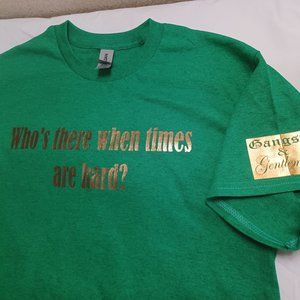 Who's there when times
are hard?
Gangs
&
Gentlem